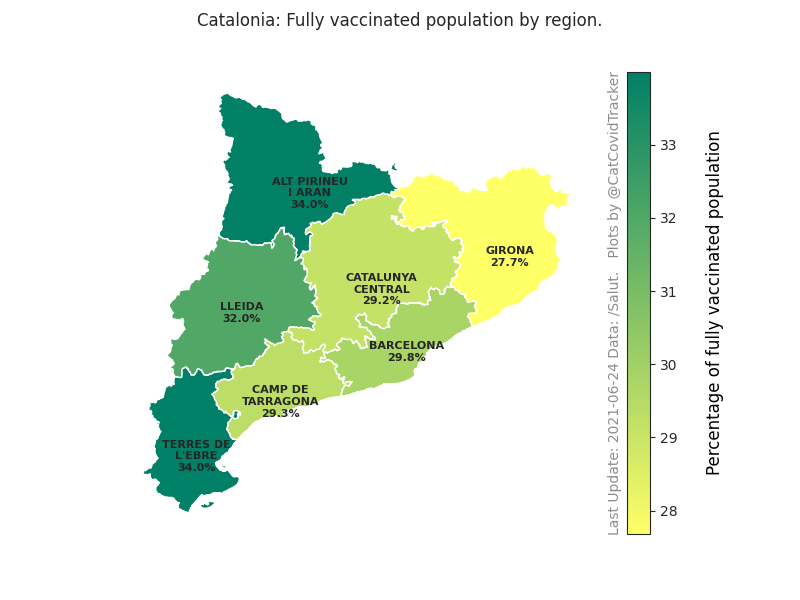 Catalonia: Fully vaccinated population by region.
ALT PIRINEU
I ARAN
34.0%
GIRONA
27.7%
CATALUNYA
CENTRAL
29.2%
LLEIDA
32.0%
BARCELONA
29.8%
CAMP DE
TARRAGONA
29.3%
TERRES DE
L'EBRE
34.0%
Last Update: 2021-06-24 Data: /Salut.   Plots by @CatCovidTracker
33
32
31
30
29
28
Percentage of fully vaccinated population